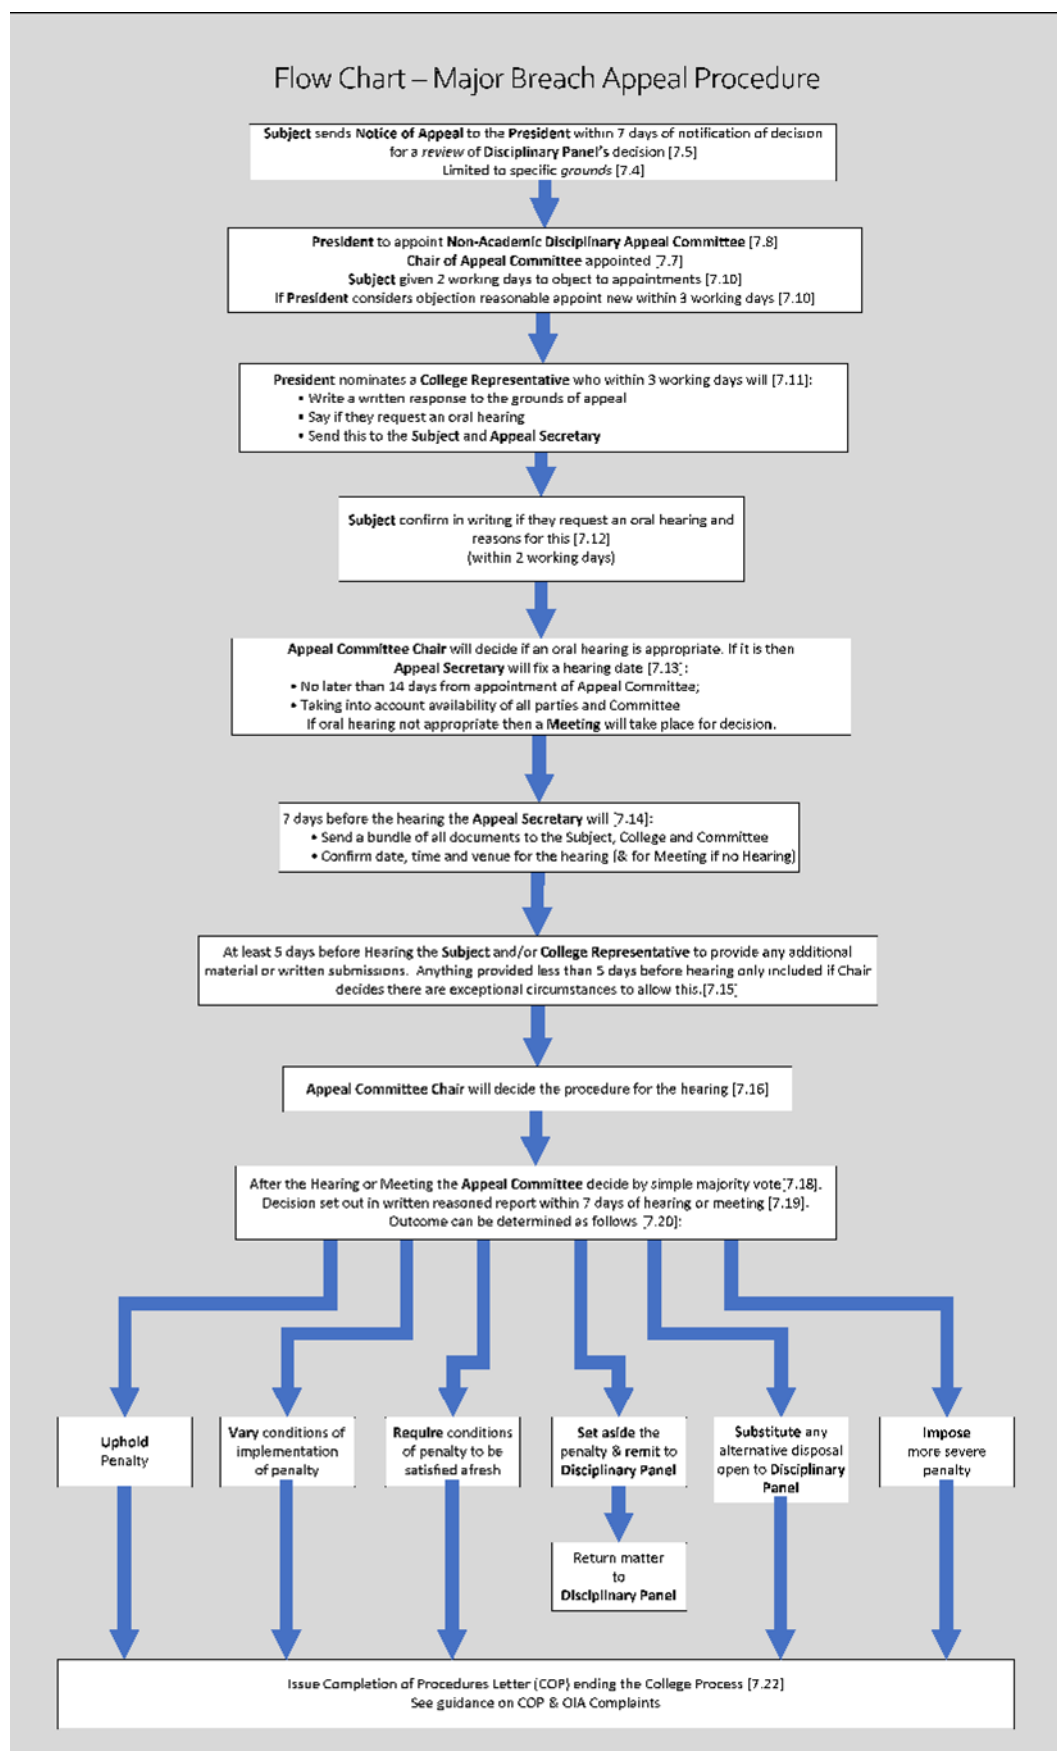 Flow Chart – Major Breach Appeal Procedure
Subject sends Notice of Appeal to the President within 7 days of notification of decision
for a review of Disciplinary Panel's decision [7.5]
Limited to specific grounds [7.4]
President to appoint Non-Academic Disciplinary Appeal Committee [7.8]
Chair of Appeal Committee appointed [7.7]
Subject given 2 working days to object to appointments [7.10]
If President considers objection reasonable appoint new within 3 working days [7.10]
President nominates a College Representative who within 3 working days will [7.11]:
• Write a written response to the grounds of appeal
• Say if they request an oral hearing
• Send this to the Subject and Appeal Secretary
Subject confirm in writing if they request an oral hearing and
reasons for this [7.12]
(within 2 working days)
Appeal Committee Chair will decide if an oral hearing is appropriate. If it is then
Appeal Secretary will fix a hearing date [7.13]:
• No later than 14 days from appointment of Appeal Committee;
• Taking into account availability of all parties and Committee
If oral hearing not appropriate then a Meeting will take place for decision.
7 days before the hearing the Appeal Secretary will [7.14]:
• Send a bundle of all documents to the Subject, College and Committee
• Confirm date, time and venue for the hearing (& for Meeting if no Hearing)
At least 5 days before Hearing the Subject and/or College Representative to provide any additional
material or written submissions. Anything provided less than 5 days before hearing only included if Chair
decides there are exceptional circumstances to allow this.[7.15]
Appeal Committee Chair will decide the procedure for the hearing [7.16]
After the Hearing or Meeting the Appeal Committee decide by simple majority vote[7.18].
Decision set out in written reasoned report within 7 days of hearing or meeting [7.19].
Outcome can be determined as follows [7.20]:
Uphold
Penalty
Vary conditions of
implementation
of penalty
Require conditions
of penalty to be
satisfied afresh
Set aside the
penalty & remit to
Disciplinary Panel
Substitute any
alternative disposal
open to Disciplinary
Panel
Impose
more severe
penalty
Return matter
to
Disciplinary Panel
Issue Completion of Procedures Letter (COP) ending the College Process [7.22]
See guidance on COP & OIA Complaints